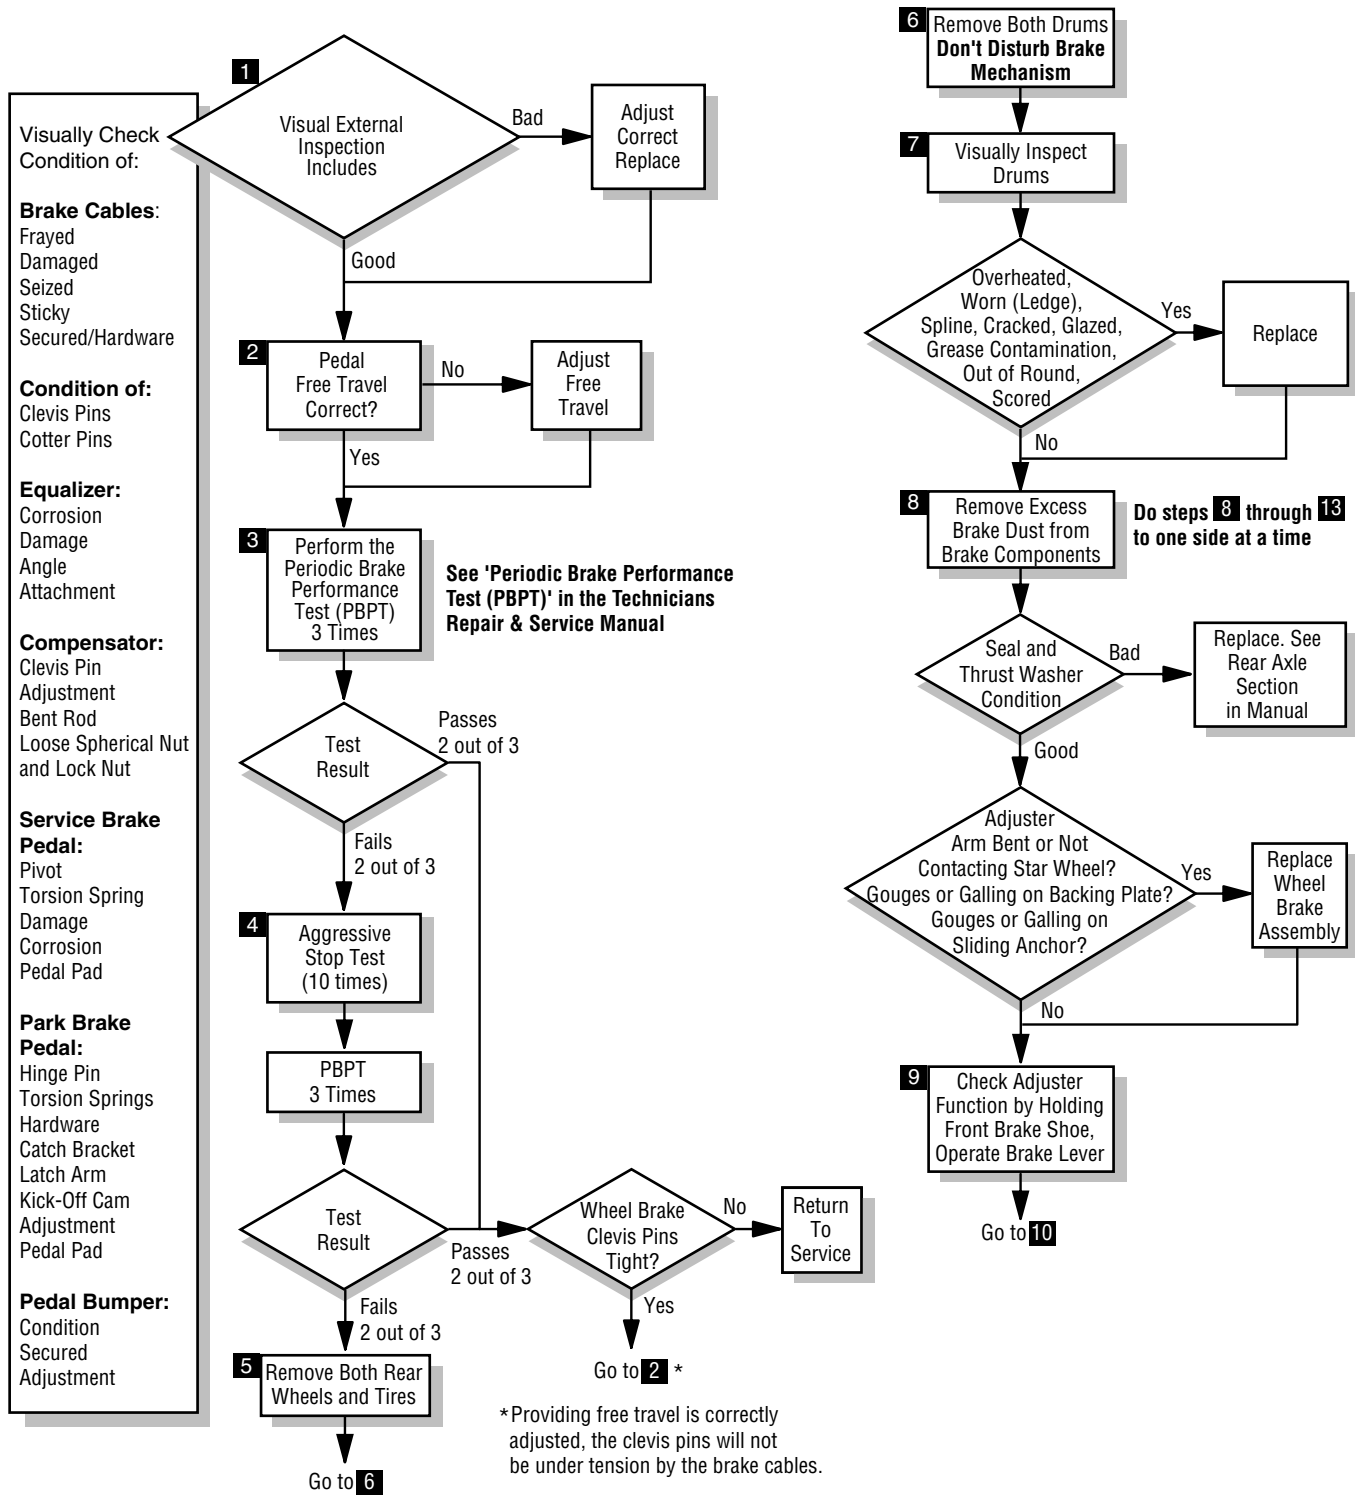 Visually Check
Condition of:
Brake Cables:
Frayed
Damaged
Seized
Sticky
Secured/Hardware
Condition of:
Clevis Pins
Cotter Pins
Equalizer:
Corrosion
Damage
Angle
Attachment
Compensator:
Clevis Pin
Adjustment
Bent Rod
Loose Spherical Nut
and Lock Nut
Service Brake
Pedal:
Pivot
Torsion Spring
Damage
Corrosion
Pedal Pad
Park Brake
Pedal:
Hinge Pin
Torsion Springs
Hardware
Catch Bracket
Latch Arm
Kick-Off Cam
Adjustment
Pedal Pad
Pedal Bumper:
Condition
Secured
Adjustment
1
Visual External
Inspection
Includes
Bad
Adjust
Correct
Replace
Good
2
Pedal
Free Travel
Correct?
No
Adjust
Free
Travel
Yes
3
Perform the
Periodic Brake
Performance
Test (PBPT)
3 Times
See 'Periodic Brake Performance
Test (PBPT)' in the Technicians
Repair & Service Manual
Test
Result
Passes
2 out of 3
Fails
2 out of 3
4
Aggressive
Stop Test
(10 times)
PBPT
3 Times
Test
Result
Passes
2 out of 3
Wheel Brake
Clevis Pins
Tight?
No
Return
To
Service
Yes
Go to 2 *
*Providing free travel is correctly
adjusted, the clevis pins will not
be under tension by the brake cables.
Fails
2 out of 3
5
Remove Both Rear
Wheels and Tires
Go to 6
6
Remove Both Drums
Don't Disturb Brake
Mechanism
7
Visually Inspect
Drums
Overheated,
Worn (Ledge),
Spline, Cracked, Glazed,
Grease Contamination,
Out of Round,
Scored
Yes
Replace
No
8
Remove Excess
Brake Dust from
Brake Components
Do steps 8 through 13
to one side at a time
Seal and
Thrust Washer
Condition
Bad
Replace. See
Rear Axle
Section
in Manual
Good
Adjuster
Arm Bent or Not
Contacting Star Wheel?
Gouges or Galling on Backing Plate?
Gouges or Galling on
Sliding Anchor?
Yes
Replace
Wheel
Brake
Assembly
No
9
Check Adjuster
Function by Holding
Front Brake Shoe,
Operate Brake Lever
Go to 10